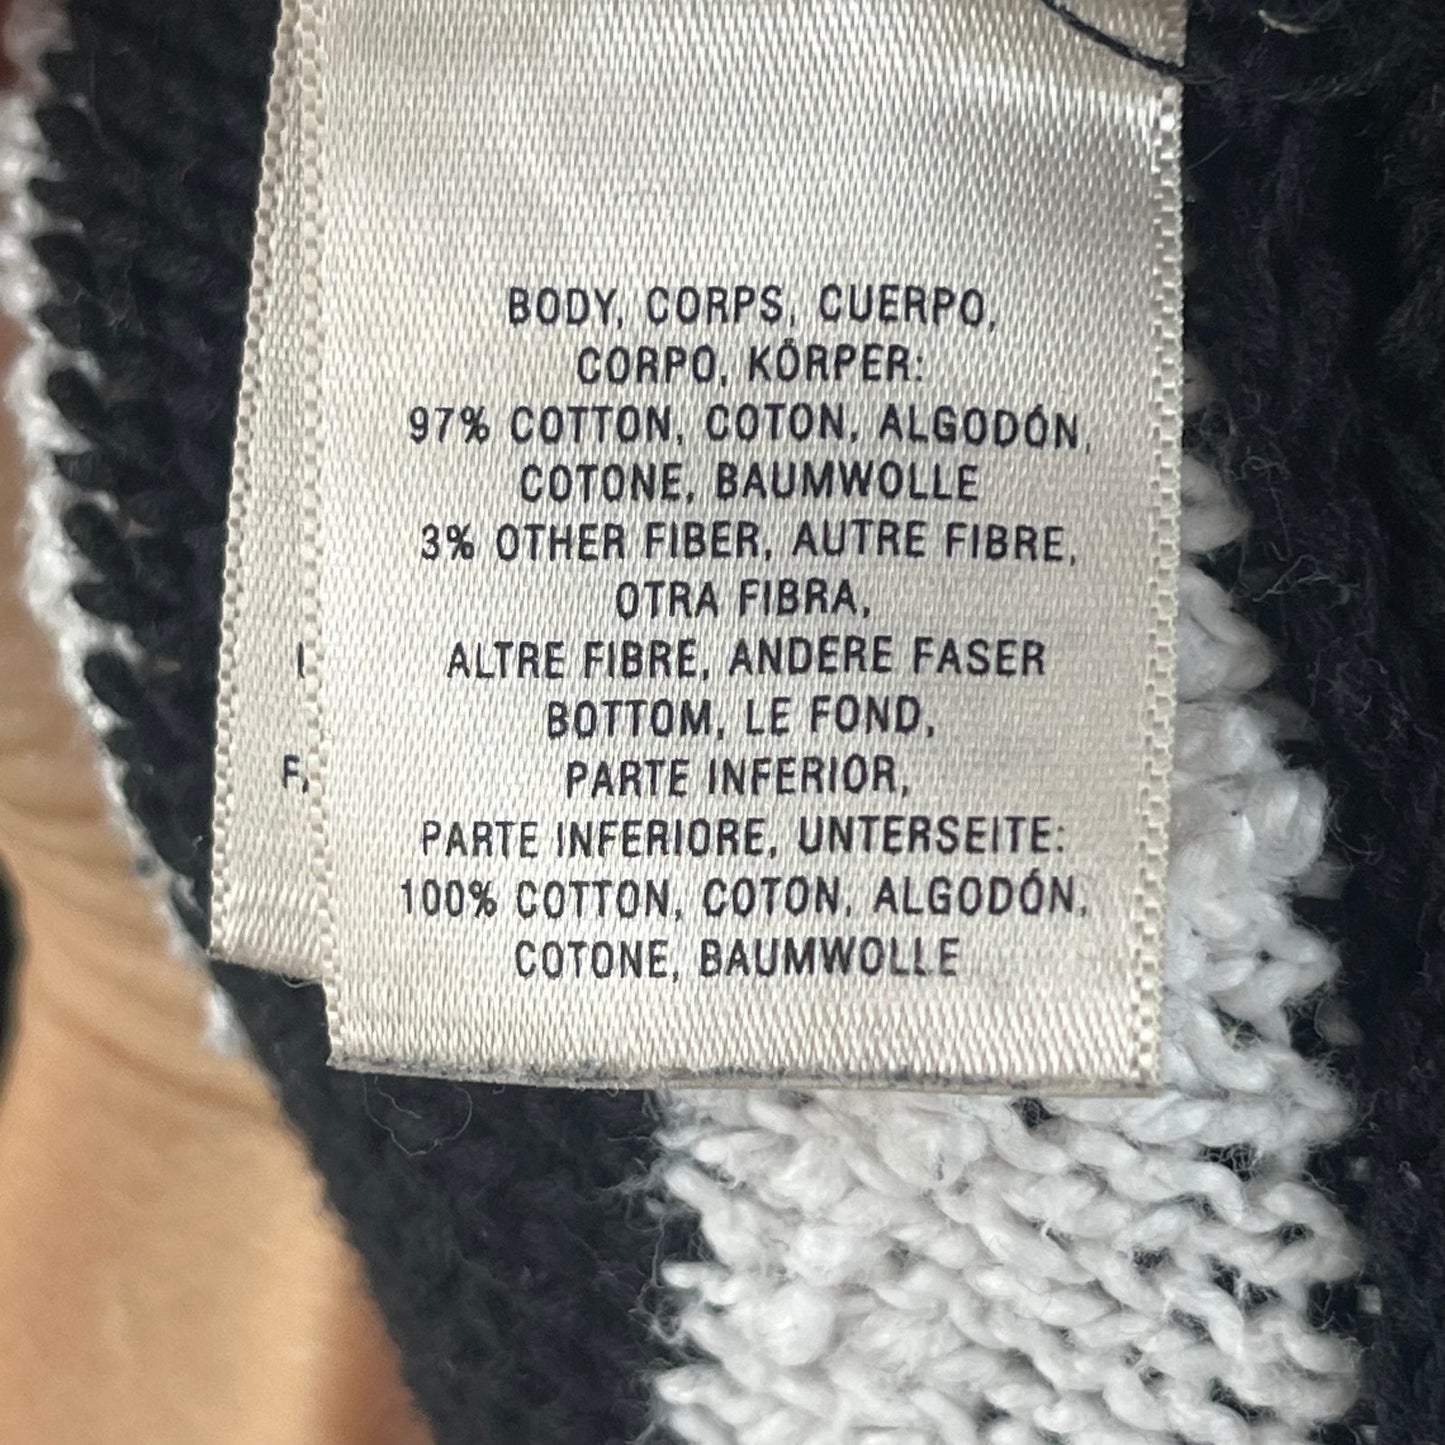 BODY, CORPS, CUERPO,
CORPO, KÖRPER:
97% COTTON, COTON, ALGODÓN,
COTONE, BAUMWOLLE
3% OTHER FIBER, AUTRE FIBRE,
OTRA FIBRA,
ALTRE FIBRE, ANDERE FASER
BOTTOM, LE FOND,
PARTE INFERIOR,
PARTE INFERIORE, UNTERSEITE:
100% COTTON, COTON, ALGODÓN,
COTONE, BAUMWOLLE